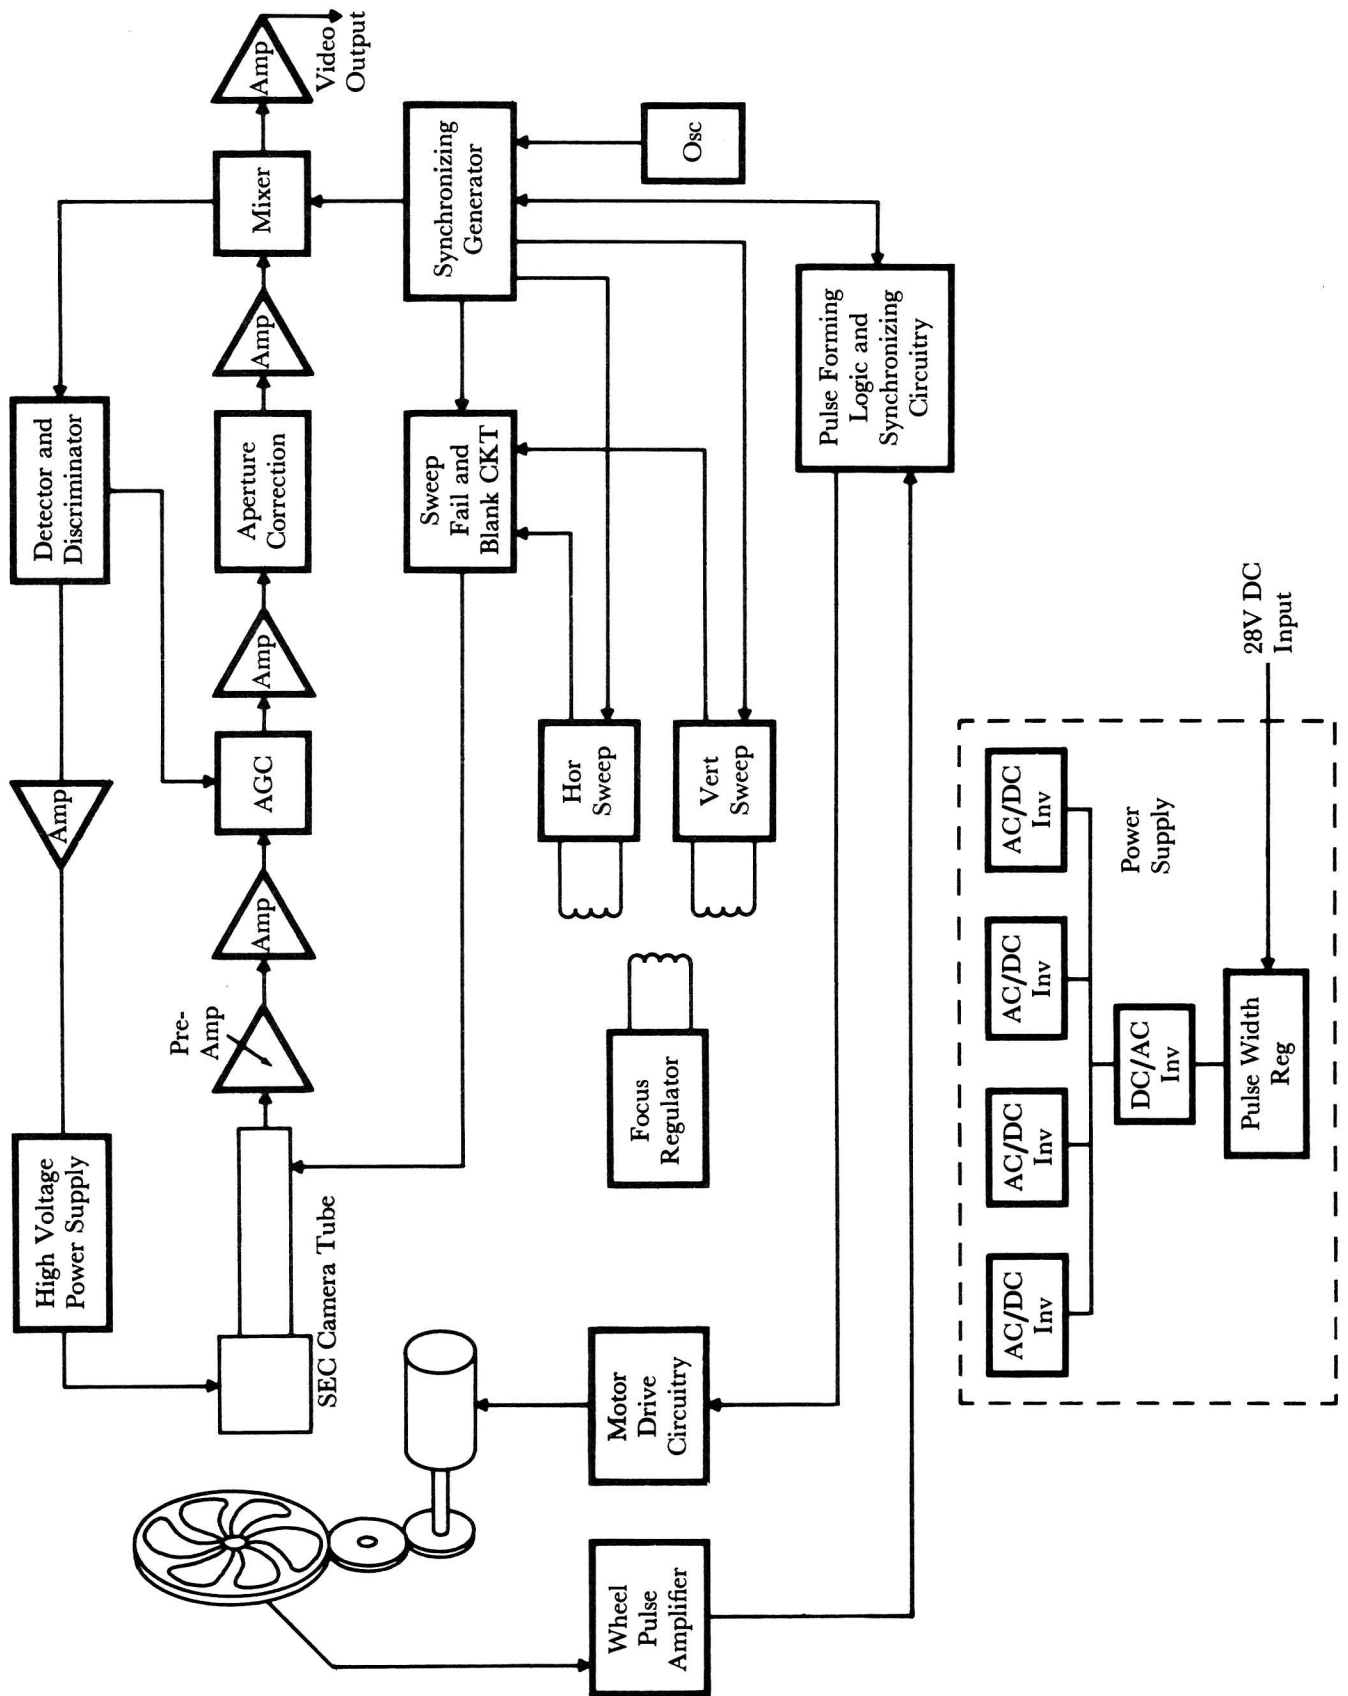 High Voltage
Power Supply
Amp
Detector and
Discriminator
SEC Camera Tube
Pre-
Amp
Amp
AGC
Amp
Aperture
Correction
Amp
Mixer
Amp
Video
Output
Sweep
Fail and
Blank CKT
Synchronizing
Generator
Wheel
Pulse
Amplifier
Motor
Drive
Circuitry
Focus
Regulator
Hor
Sweep
Vert
Sweep
Osc
Pulse Forming
Logic and
Synchronizing
Circuitry
AC/DC
Inv
AC/DC
Inv
AC/DC
Inv
AC/DC
Inv
DC/AC
Inv
Power
Supply
Pulse Width
Reg
28V DC
Input